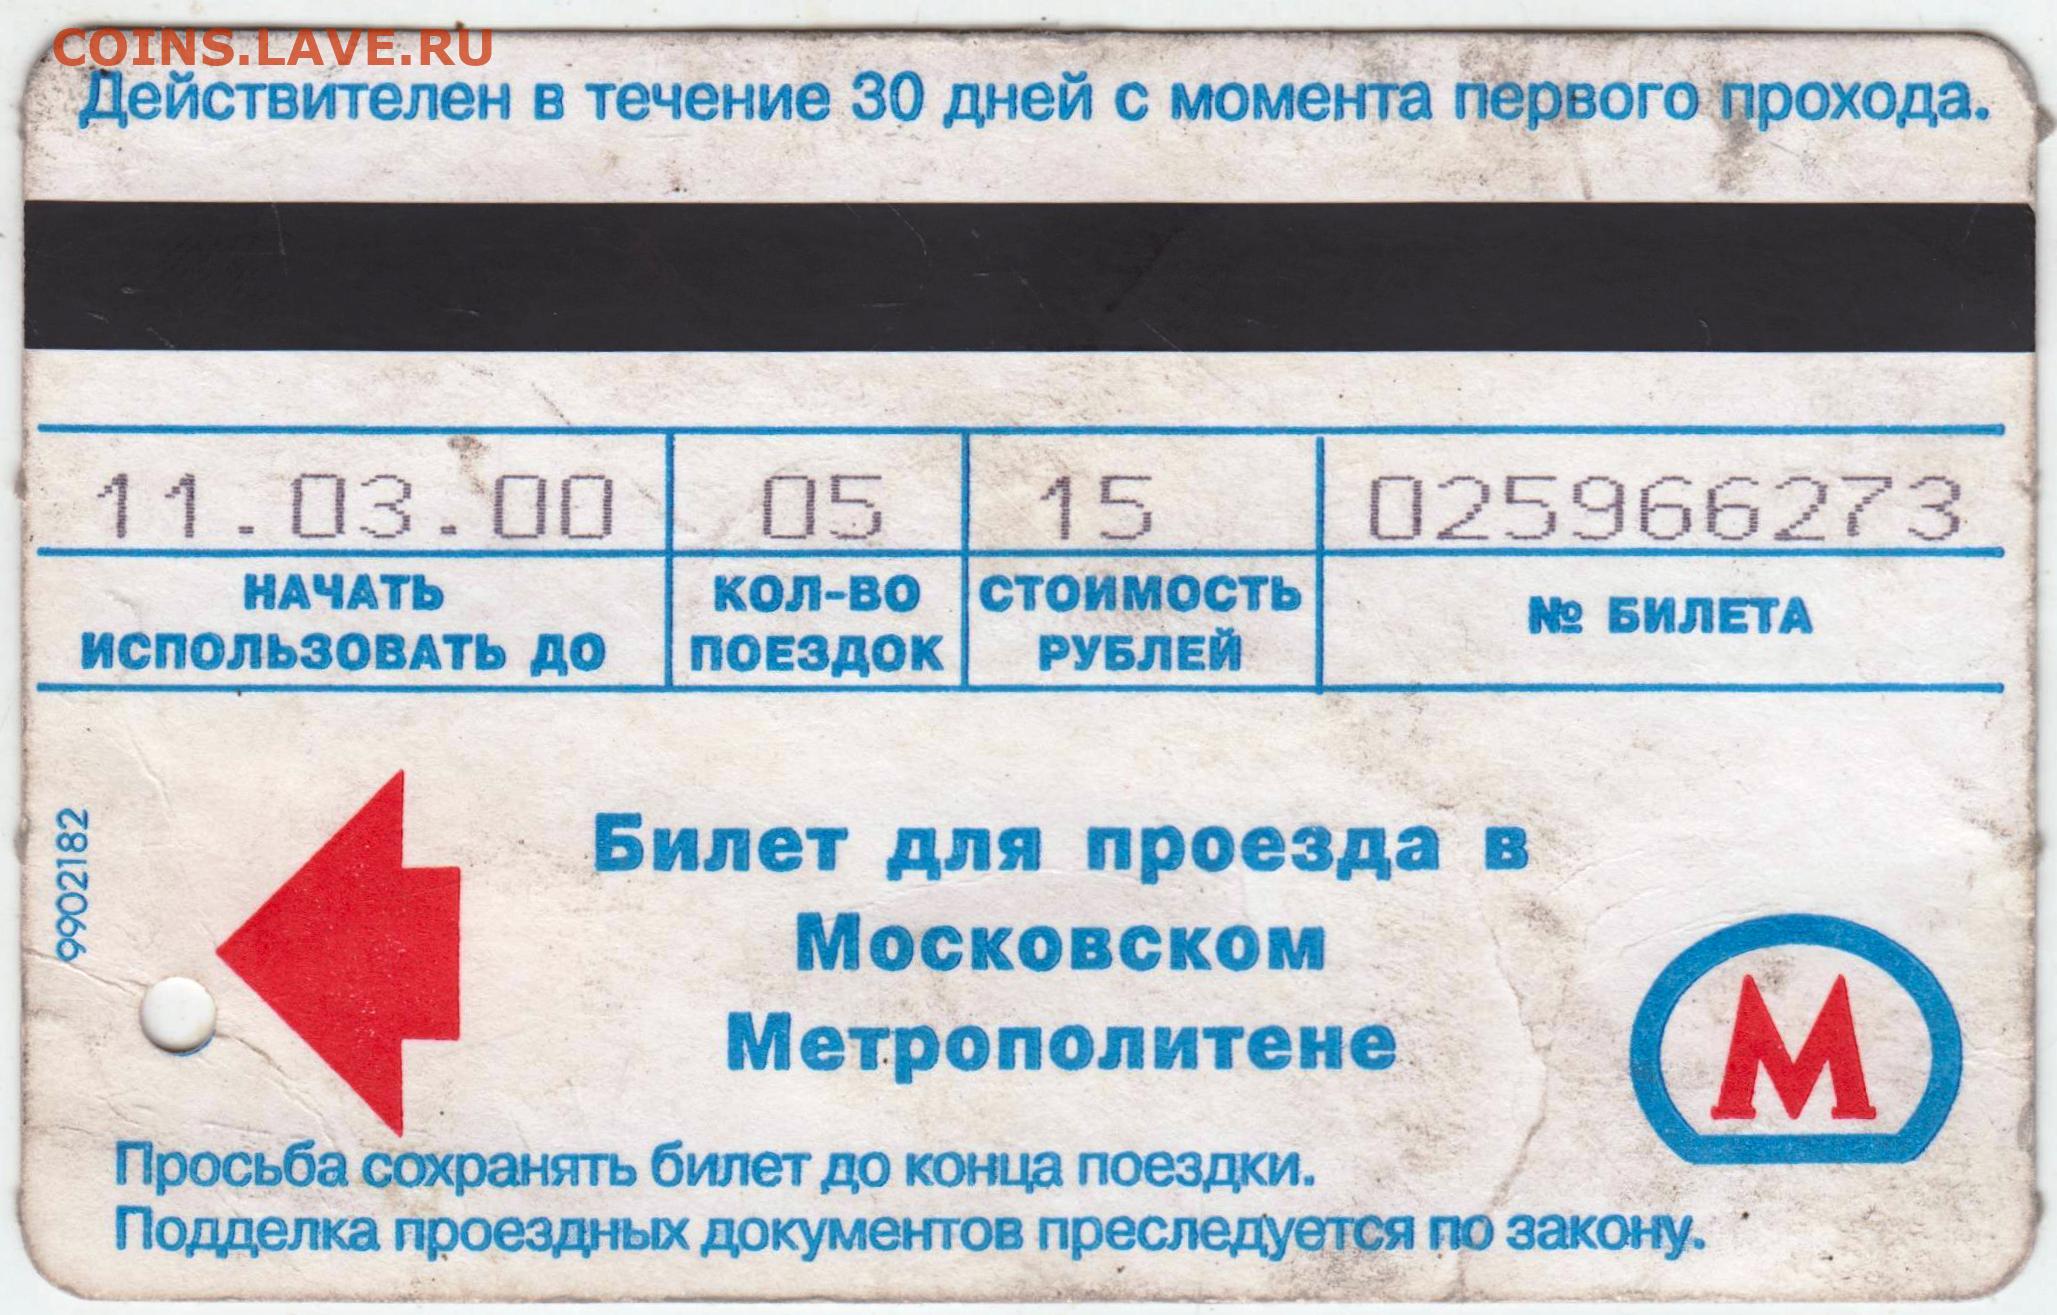 COINS.LAVE.RU
Действителен в течение 30 дней с момента первого прохода.
11.03.00 05 15 025966273
НАЧАТЬ ИСПОЛЬЗОВАТЬ ДО
КОЛ-ВО ПОЕЗДОК
СТОИМОСТЬ РУБЛЕЙ
№ БИЛЕТА
9902182
Билет для проезда в
Московском
Метрополитене
М
Просьба сохранять билет до конца поездки.
Подделка проездных документов преследуется по закону.